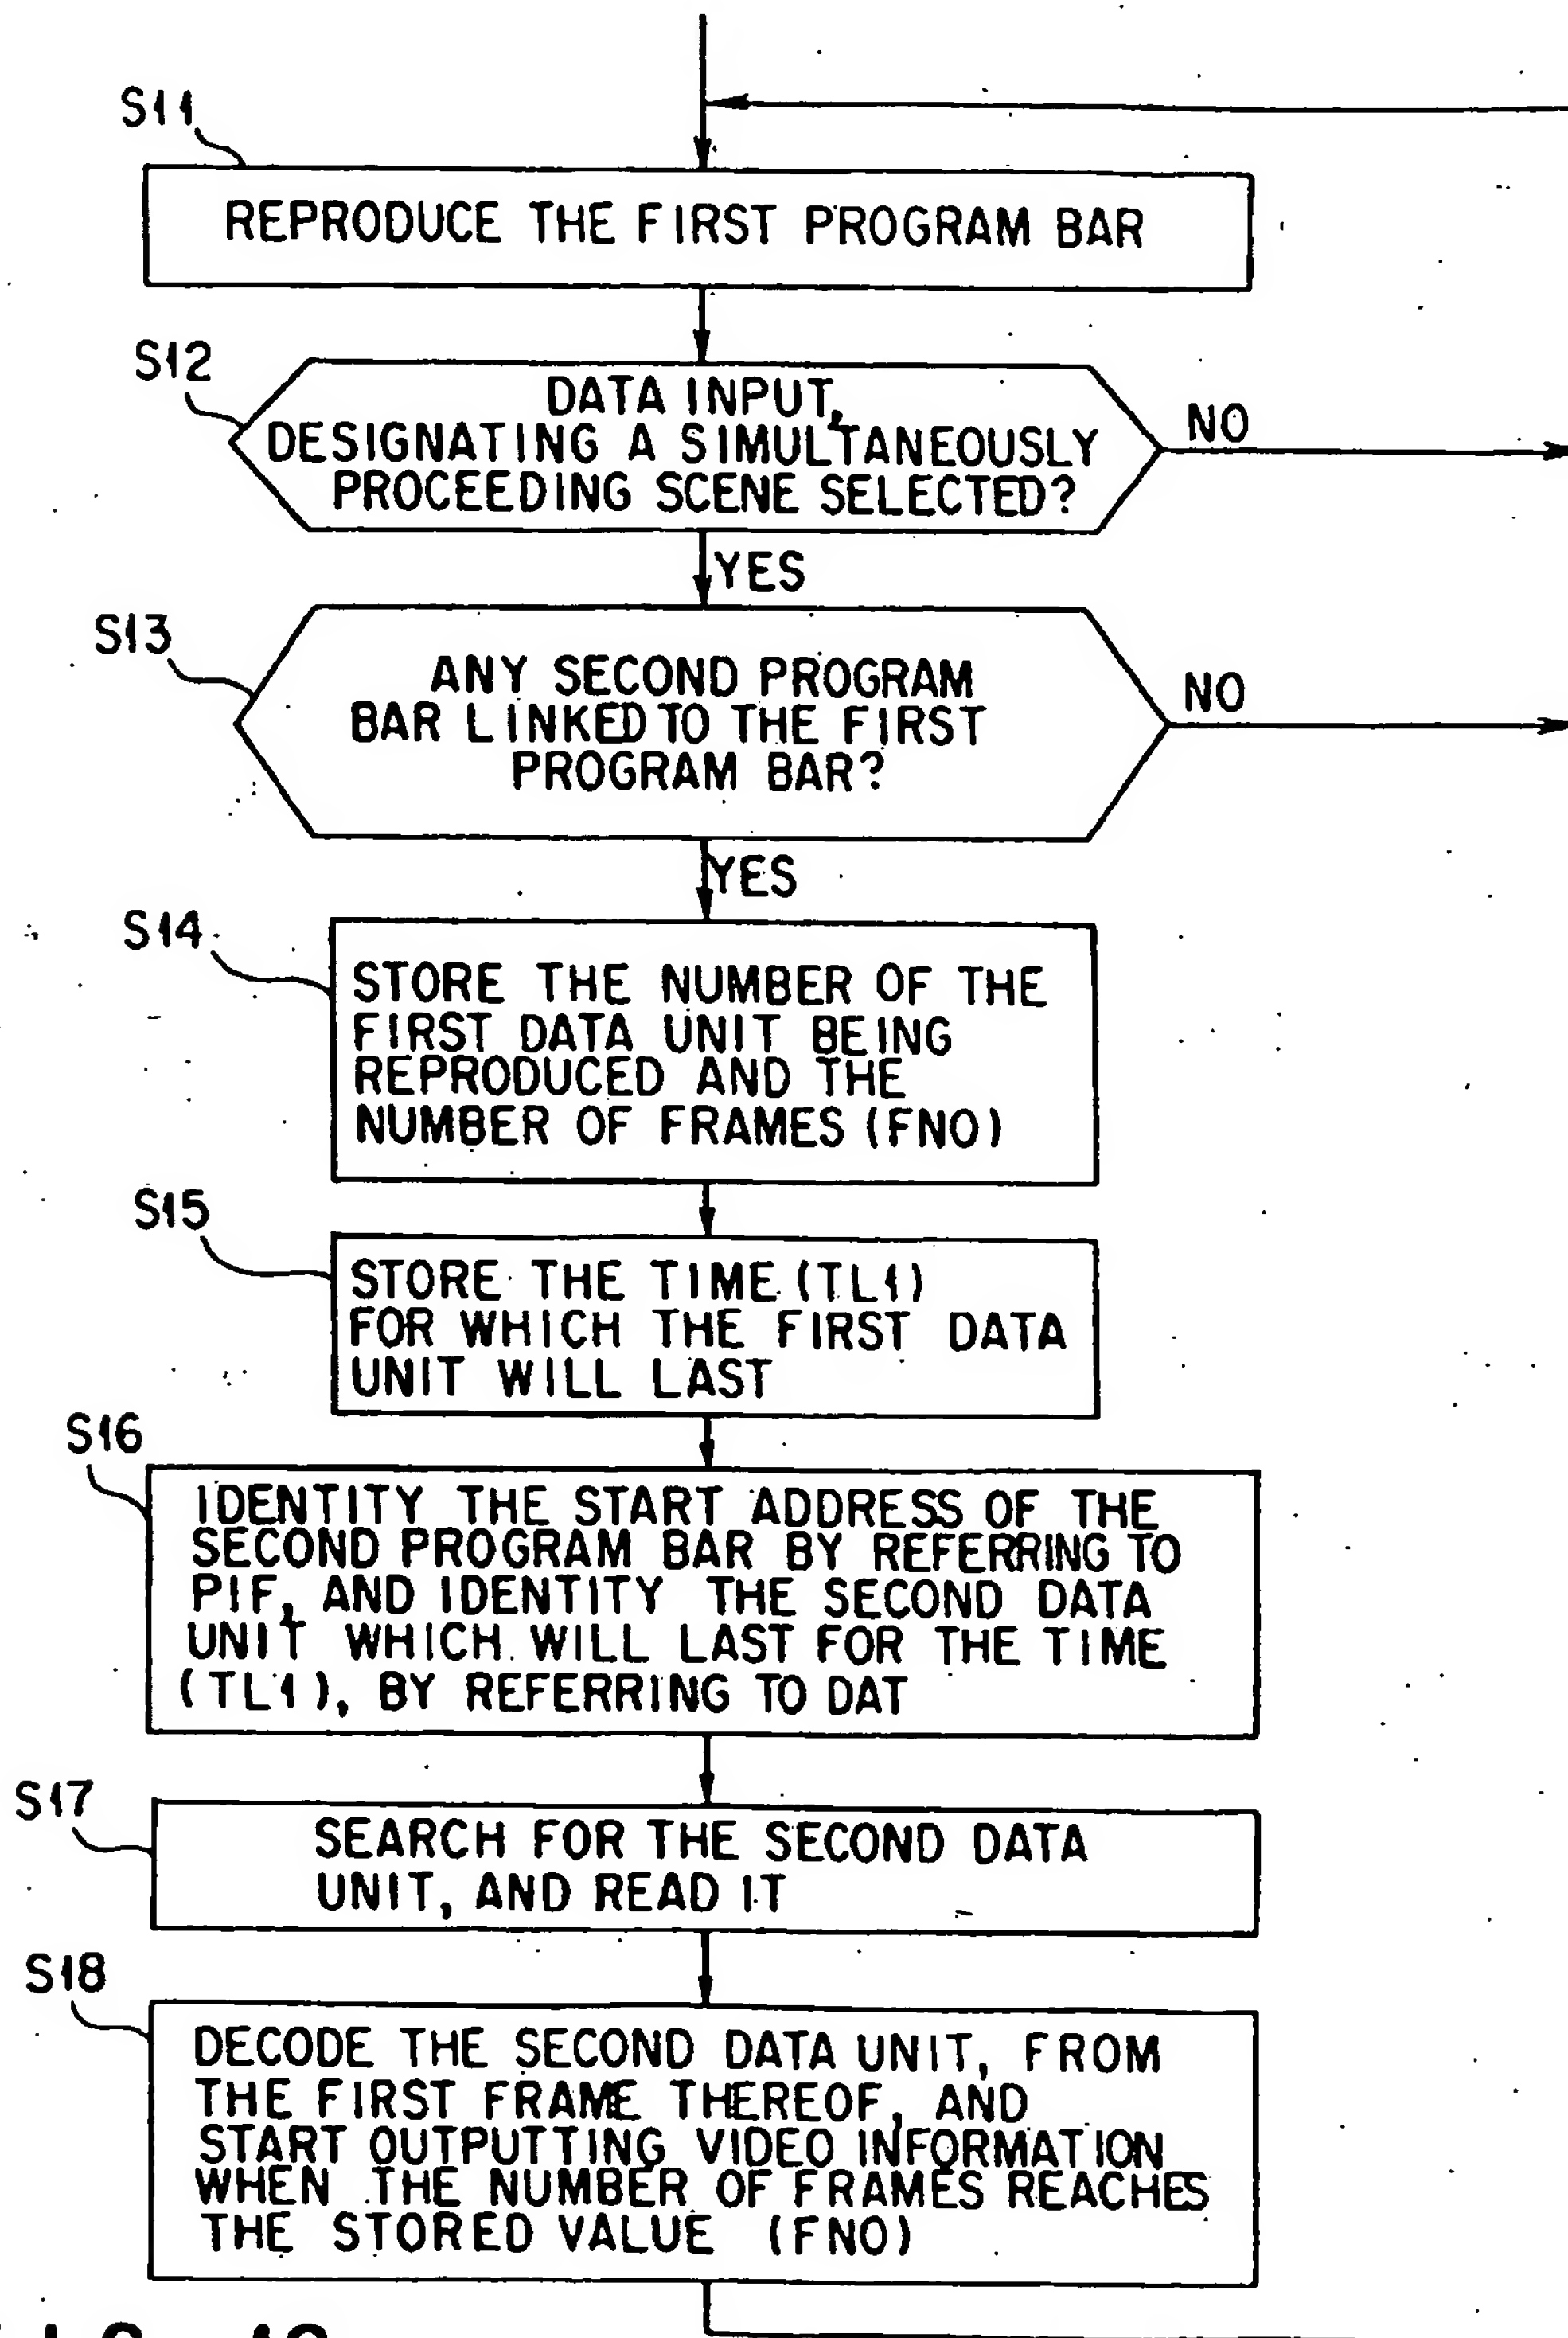 S11
REPRODUCE THE FIRST PROGRAM BAR
S12
DATA INPUT,
DESIGNATING A SIMULTANEOUSLY
PROCEEDING SCENE SELECTED?
NO
YES
S13
ANY SECOND PROGRAM
BAR LINKED TO THE FIRST
PROGRAM BAR?
NO
YES
S14
STORE THE NUMBER OF THE
FIRST DATA UNIT BEING
REPRODUCED AND THE
NUMBER OF FRAMES (FNO)
S15
STORE THE TIME (TL1)
FOR WHICH THE FIRST DATA
UNIT WILL LAST
S16
IDENTITY THE START ADDRESS OF THE
SECOND PROGRAM BAR BY REFERRING TO
PIF, AND IDENTITY THE SECOND DATA
UNIT WHICH WILL LAST FOR THE TIME
(TL1), BY REFERRING TO DAT
S17
SEARCH FOR THE SECOND DATA
UNIT, AND READ IT
S18
DECODE THE SECOND DATA UNIT, FROM
THE FIRST FRAME THEREOF, AND
START OUTPUTTING VIDEO INFORMATION
WHEN THE NUMBER OF FRAMES REACHES
THE STORED VALUE (FNO)